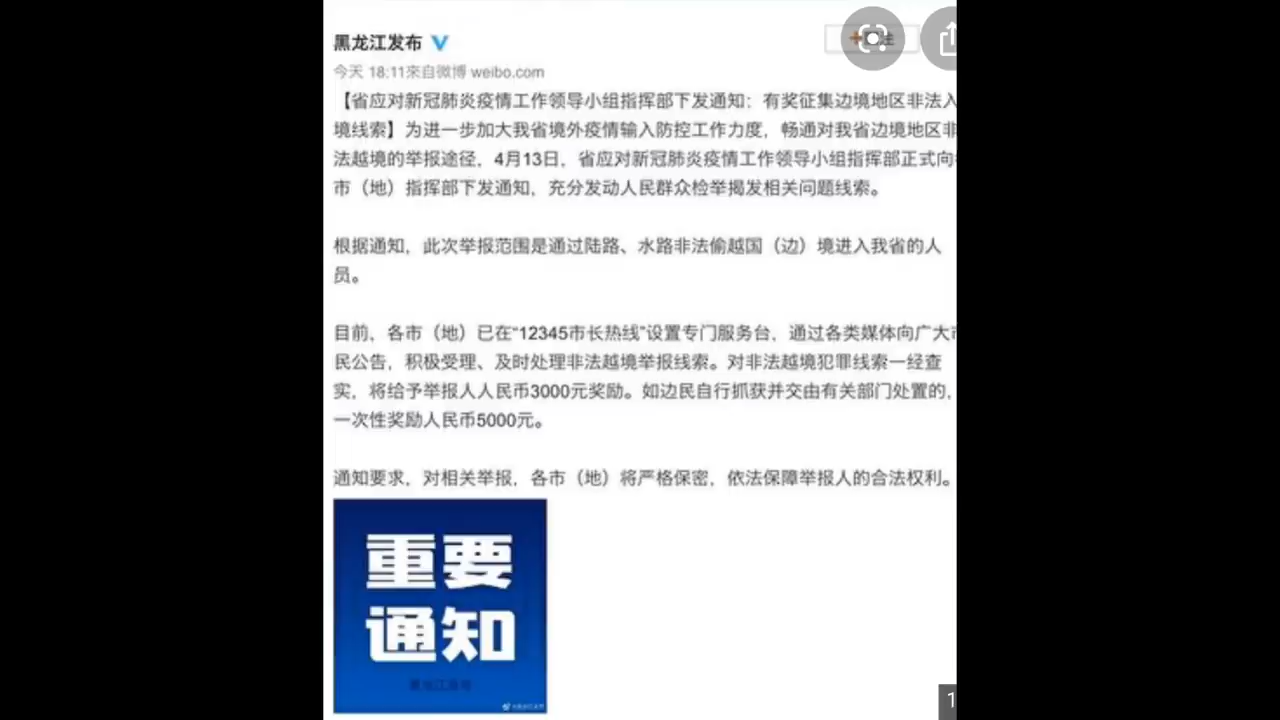 黑龙江发布
今天 18:11来自微博 weibo.com
【省应对新冠肺炎疫情工作领导小组指挥部下发通知：有奖征集边境地区非法入
境线索】为进一步加大我省境外疫情输入防控工作力度，畅通对我省边境地区非
法越境的举报途径，4月13日，省应对新冠肺炎疫情工作领导小组指挥部正式向
市（地）指挥部下发通知，充分发动人民群众检举揭发相关问题线索。
根据通知，此次举报范围是通过陆路、水路非法偷越国（边）境进入我省的人
员。
目前，各市（地）已在“12345市长热线”设置专门服务台，通过各类媒体向广大
民公告，积极受理、及时处理非法越境举报线索。对非法越境犯罪线索一经查
实，将给予举报人人民币3000元奖励。如边民自行抓获并交由有关部门处置的，
一次性奖励人民币5000元。
通知要求，对相关举报，各市（地）将严格保密，依法保障举报人的合法权利。
重要
通知
黑龙江发布
1